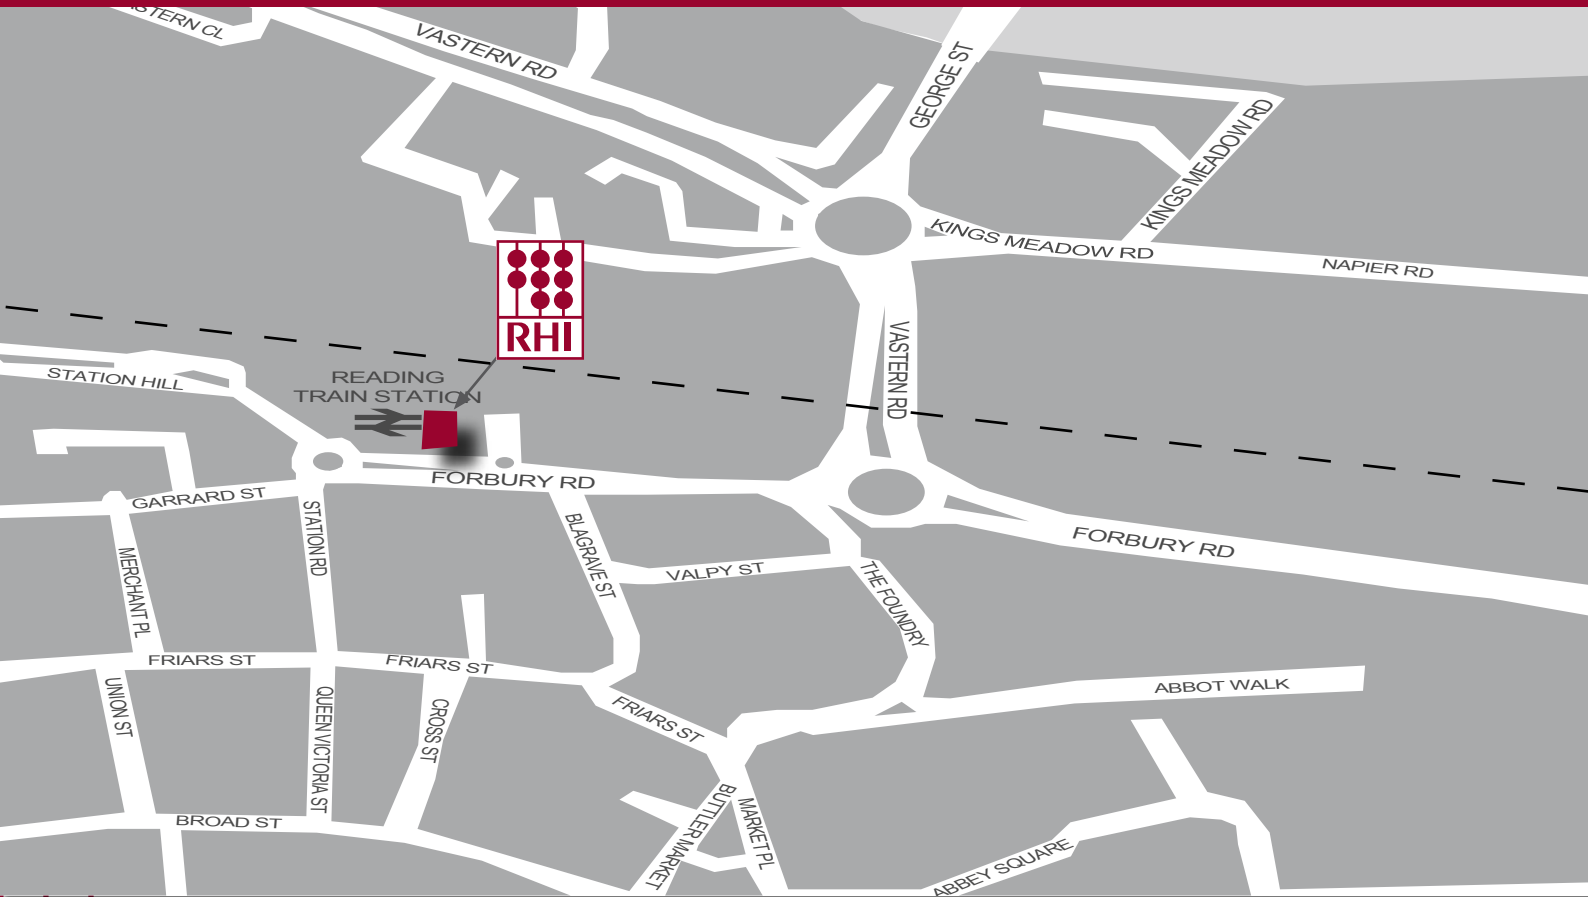 STERN CL
VASTERN RD
GEORGE ST
KINGS MEADOW RD
KINGS MEADOW RD
NAPIER RD
RHI
VASTERN RD
STATION HILL
READING
TRAIN STATION
FORBURY RD
GARRARD ST
STATION RD
BLAGRAVE ST
FORBURY RD
MERCHANT PL
VALPY ST
THE FOUNDRY
FRIARS ST
FRIARS ST
ABBOT WALK
UNION ST
QUEEN VICTORIA ST
CROSS ST
FRIARS ST
BROAD ST
BUTTLER MARKET
MARKET PL
ABBEY SQUARE